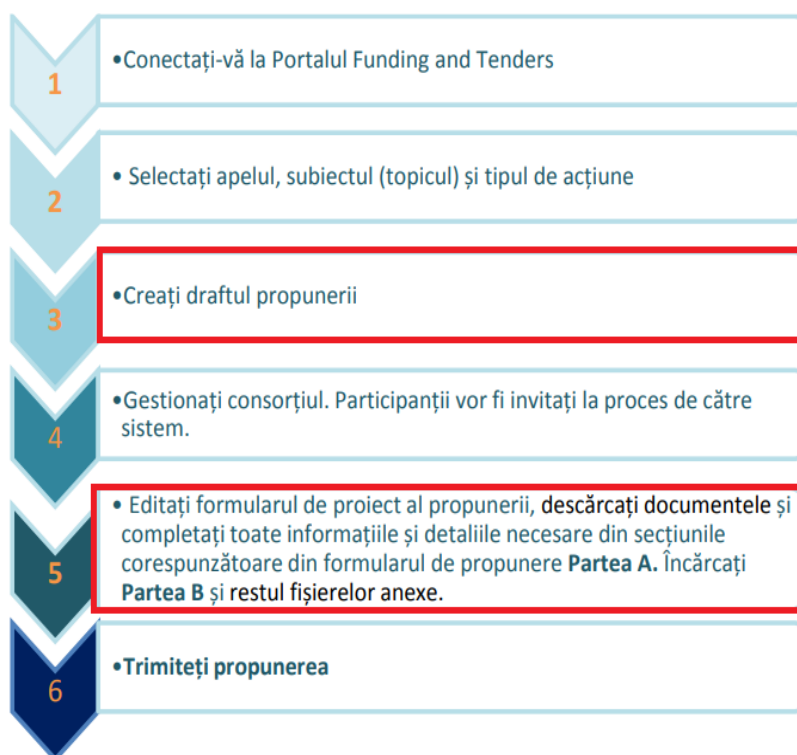 1
•Conectați-vă la Portalul Funding and Tenders
2
• Selectați apelul, subiectul (topicul) și tipul de acțiune
3
•Creați draftul propunerii
4
•Gestionați consorțiul. Participanții vor fi invitați la proces de către
sistem.
5
• Editați formularul de proiect al propunerii, descărcați documentele și
completați toate informațiile și detaliile necesare din secțiunile
corespunzătoare din formularul de propunere Partea A. Încărcați
Partea B și restul fișierelor anexe.
6
•Trimiteți propunerea